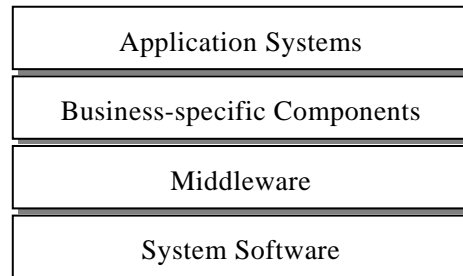 Application Systems
Business-specific Components
Middleware
System Software